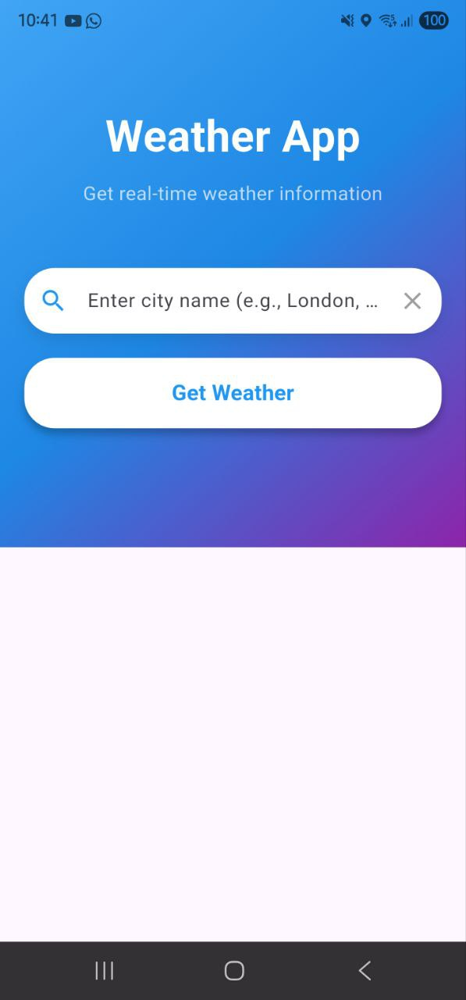 10:41
100
Weather App
Get real-time weather information
Enter city name (e.g., London, ...
Get Weather